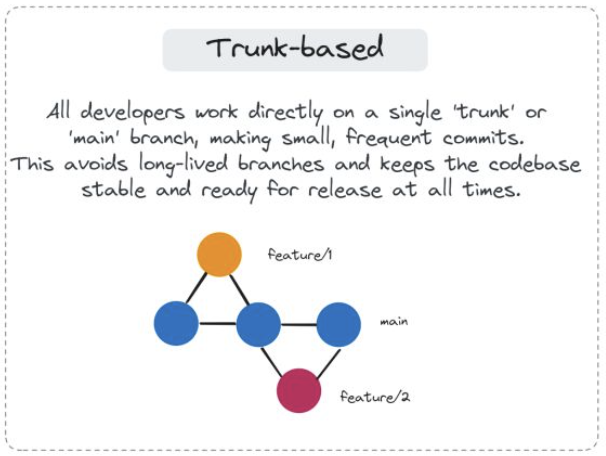 Trunk-based
All developers work directly on a single 'trunk' or
'main' branch, making small, frequent commits.
This avoids long-lived branches and keeps the codebase
stable and ready for release at all times.
feature/1
main
feature/2